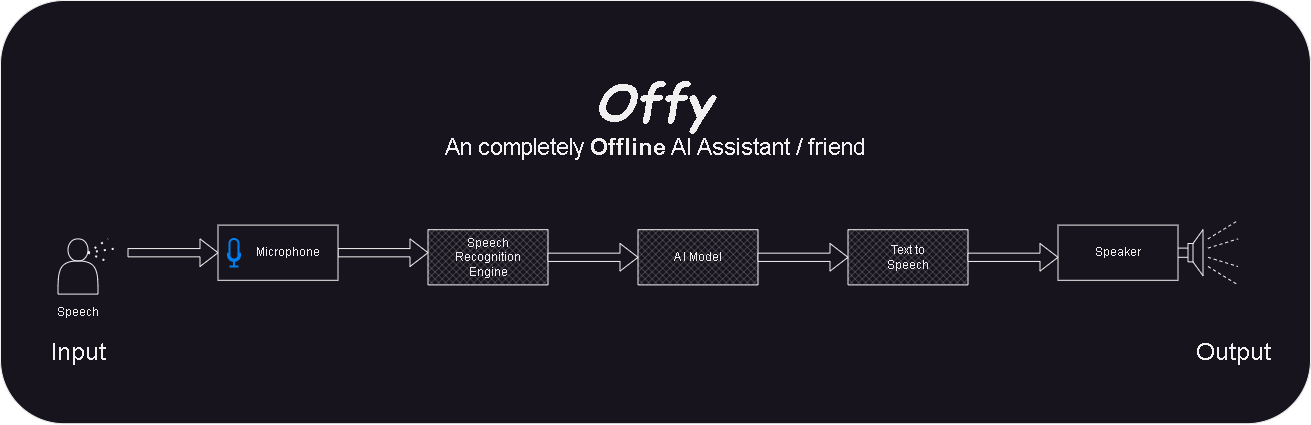 Offy
An completely Offline AI Assistant / friend
Microphone
Speech
Recognition
Engine
AI Model
Text to
Speech
Speaker
Speech
Input
Output